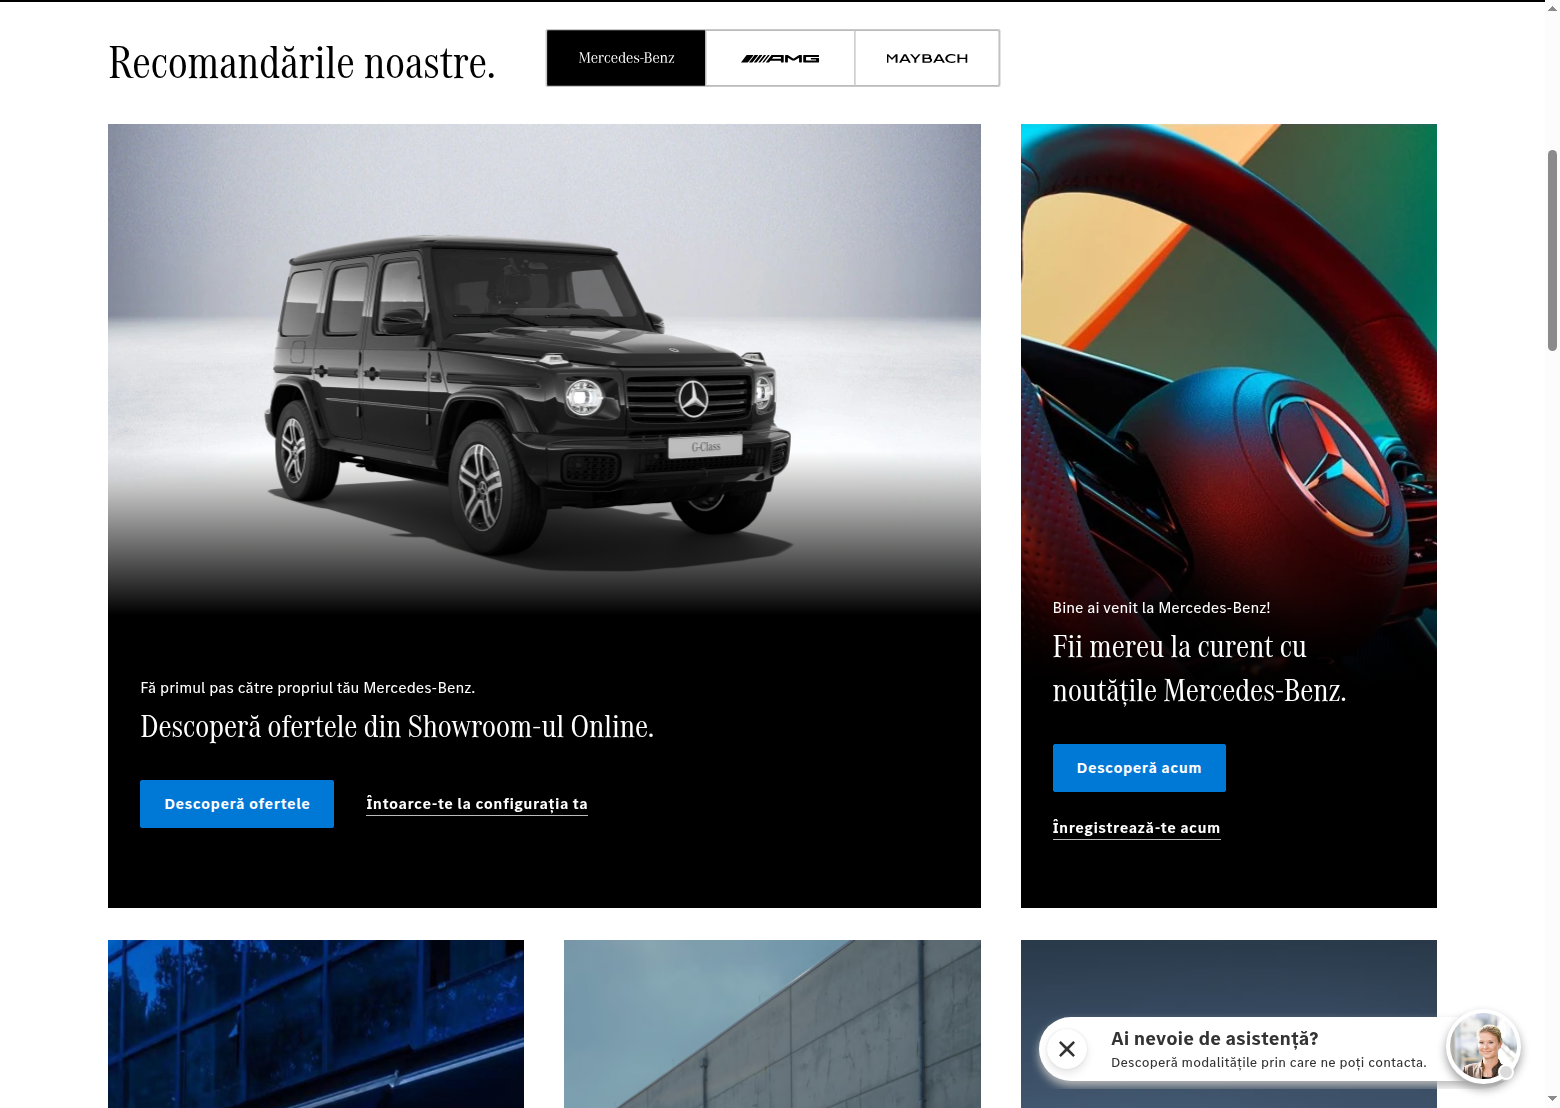 Recomandările noastre.
Mercedes-Benz
AMG
MAYBACH
G-Class
Fă primul pas către propriul tău Mercedes-Benz.
Descoperă ofertele din Showroom-ul Online.
Descoperă ofertele
Întoarce-te la configurația ta
Bine ai venit la Mercedes-Benz!
Fii mereu la curent cu
noutățile Mercedes-Benz.
Descoperă acum
Înregistrează-te acum
Ai nevoie de asistență?
Descoperă modalitățile prin care ne poți contacta.